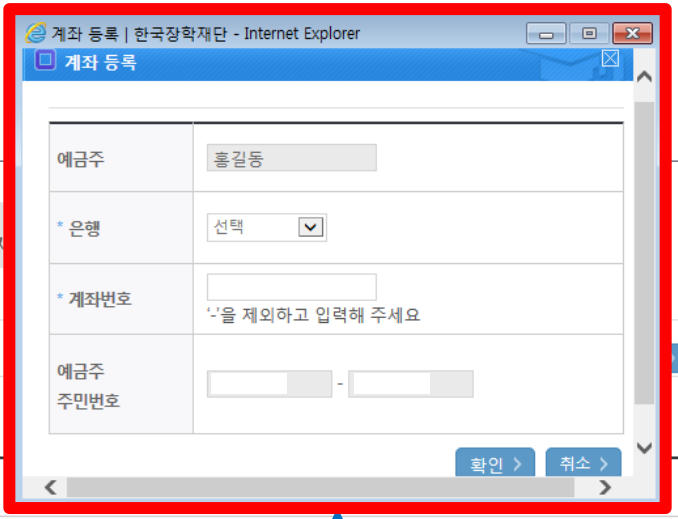 계좌 등록 | 한국장학재단 - Internet Explorer
계좌 등록
예금주
홍길동
* 은행
선택
* 계좌번호
'-'을 제외하고 입력해 주세요
예금주
주민번호
-
확인
취소